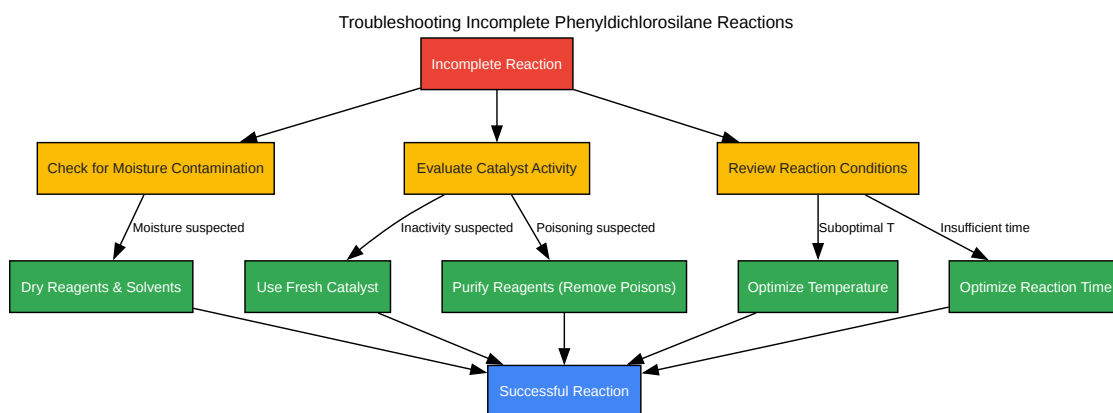 Troubleshooting Incomplete Phenyldichlorosilane Reactions
Incomplete Reaction
Check for Moisture Contamination
Evaluate Catalyst Activity
Review Reaction Conditions
Moisture suspected
Inactivity suspected
Poisoning suspected
Suboptimal T
Insufficient time
Dry Reagents & Solvents
Use Fresh Catalyst
Purify Reagents (Remove Poisons)
Optimize Temperature
Optimize Reaction Time
Successful Reaction